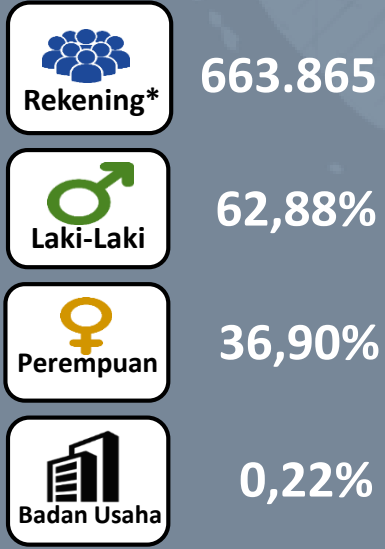 Rekening* 663.865
Laki-Laki 62,88%
Perempuan 36,90%
Badan Usaha 0,22%